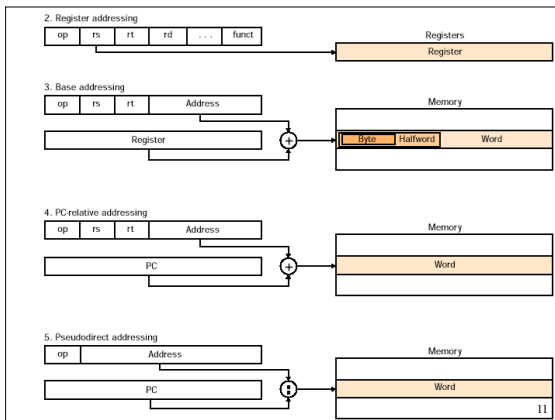 2. Register addressing
op rs rt rd . . . funct
Registers
Register
3. Base addressing
op rs rt Address
Memory
Register
+
Byte Halfword Word
4. PC-relative addressing
op rs rt Address
Memory
PC
+
Word
5. Pseudodirect addressing
op Address
Memory
PC
:
Word
11